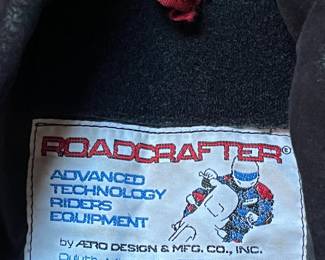 ROADCRAFTER®
ADVANCED
TECHNOLOGY
RIDERS
EQUIPMENT
by AERO DESIGN & MFG. CO., INC.